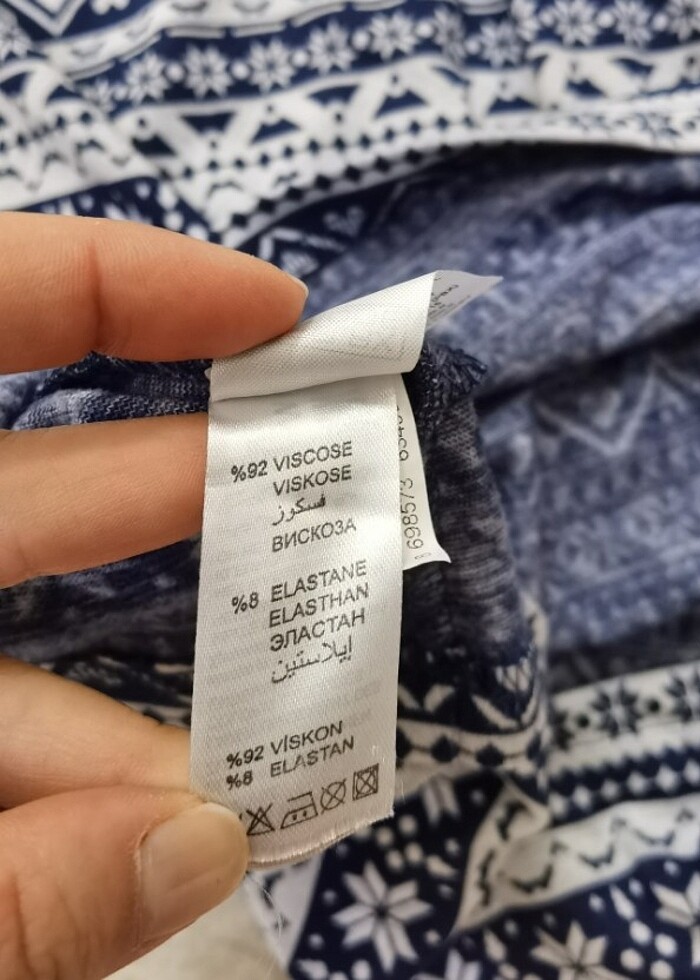 %92 VISCOSE
VISKOSE
فسكوز
ВИСКОЗА
%8 ELASTANE
ELASTHAN
ЭЛАСТАН
إيلاستين
%92 VİSKON
%8 ELASTAN